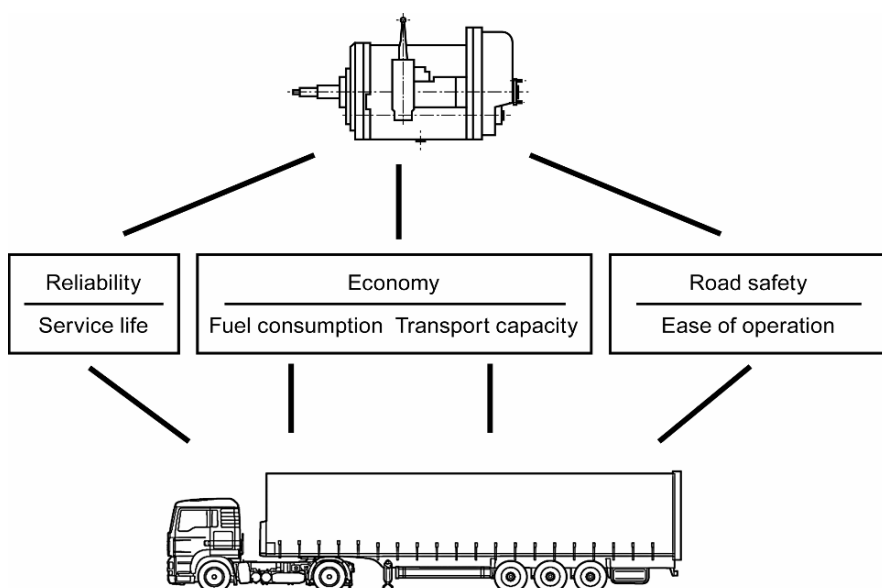 Reliability
Service life
Economy
Fuel consumption Transport capacity
Road safety
Ease of operation